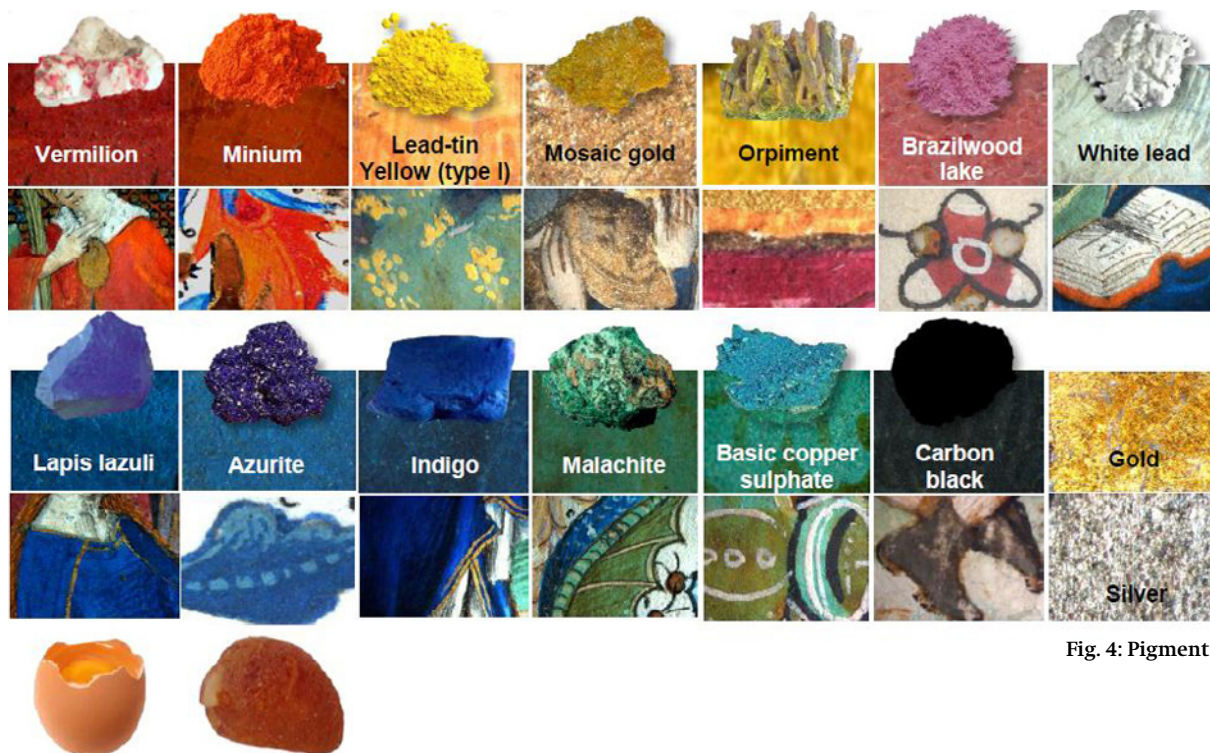 Vermilion
Minium
Lead-tin
Yellow (type I)
Mosaic gold
Orpiment
Brazilwood
lake
White lead
Lapis lazuli
Azurite
Indigo
Malachite
Basic copper
sulphate
Carbon
black
Gold
Silver
Fig. 4: Pigment